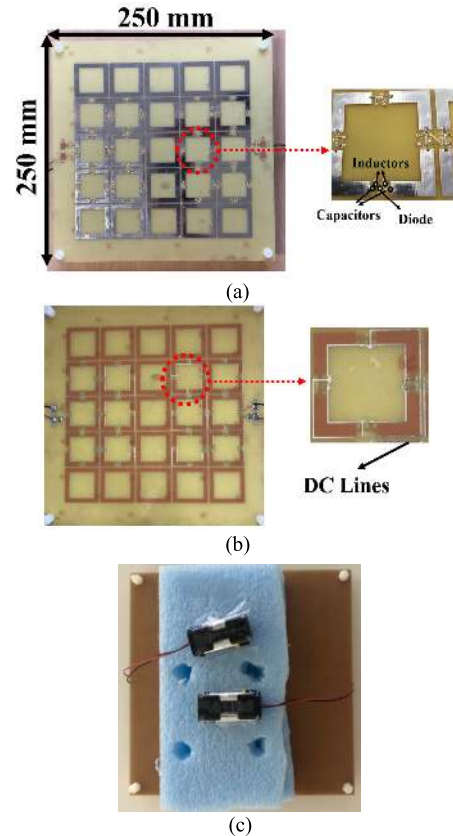 250 mm
250 mm
Inductors
Capacitors
Diode
(a)
DC Lines
(b)
(c)